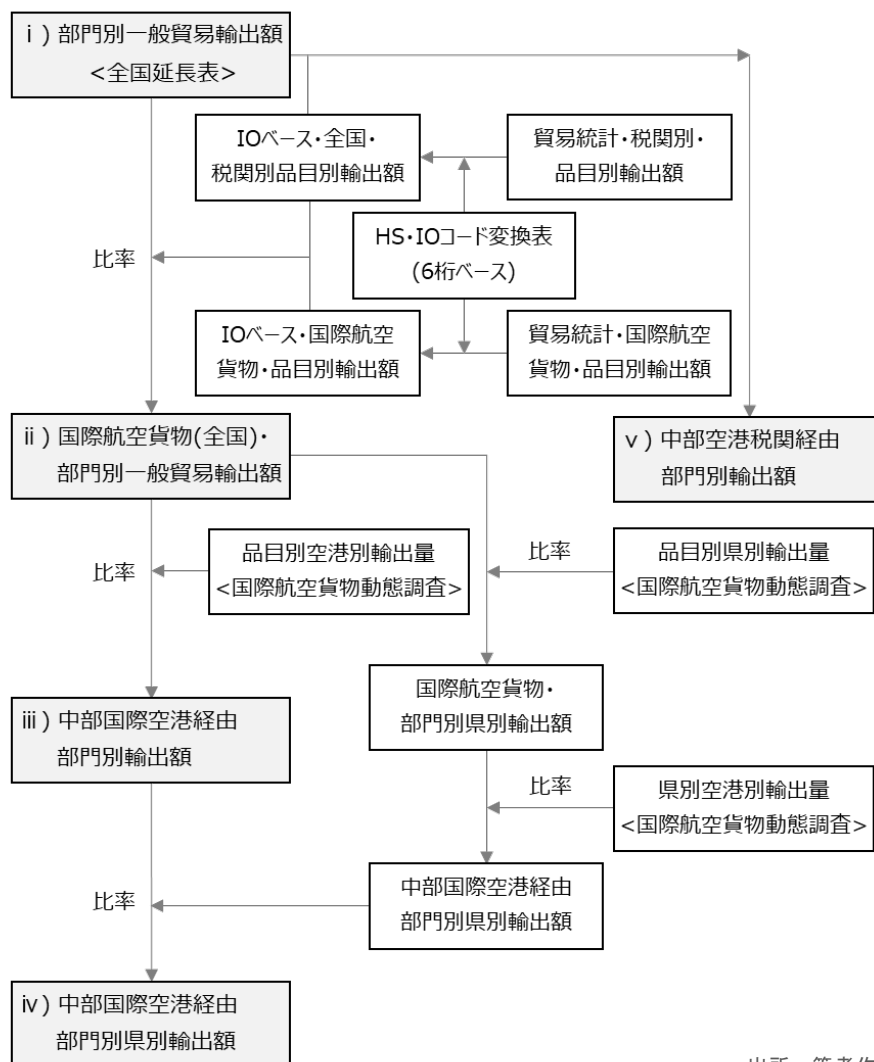 ⅰ) 部門別一般貿易輸出額
<全国延長表>
IOベース・全国・
税関別品目別輸出額
貿易統計・税関別・
品目別輸出額
HS・IOコード変換表
(6桁ベース)
比率
IOベース・国際航空
貨物・品目別輸出額
貿易統計・国際航空
貨物・品目別輸出額
ⅱ) 国際航空貨物(全国)・
部門別一般貿易輸出額
ⅴ) 中部空港税関経由
部門別輸出額
比率
品目別空港別輸出量
<国際航空貨物動態調査>
比率
品目別県別輸出量
<国際航空貨物動態調査>
国際航空貨物・
部門別県別輸出額
ⅲ) 中部国際空港経由
部門別輸出額
比率
県別空港別輸出量
<国際航空貨物動態調査>
比率
中部国際空港経由
部門別県別輸出額
ⅳ) 中部国際空港経由
部門別県別輸出額